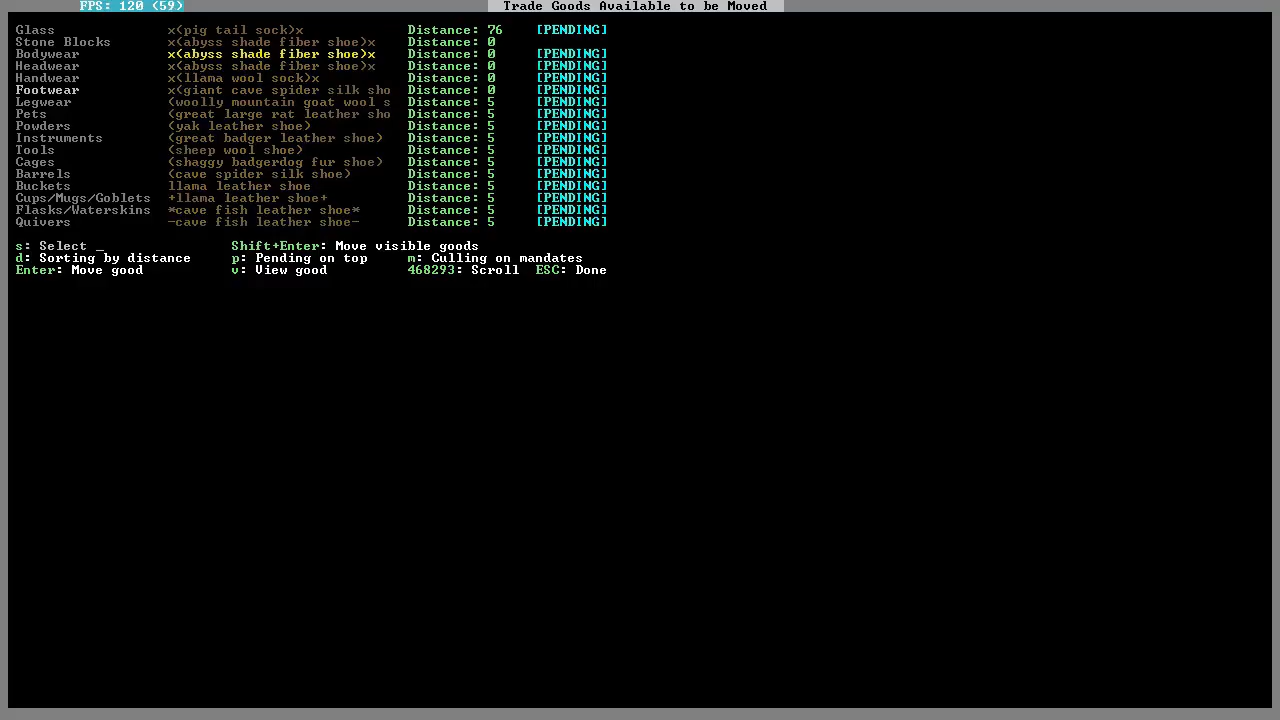 FPS: 120 (59) Trade Goods Available to be Moved
Glass x(pig tail sock)x Distance: 76 [PENDING]
Stone Blocks x(abyss shade fiber shoe)x Distance: 0
Bodywear x(abyss shade fiber shoe)x Distance: 0 [PENDING]
Headwear x(abyss shade fiber shoe)x Distance: 0 [PENDING]
Handwear x(llama wool sock)x Distance: 0 [PENDING]
Footwear x(giant cave spider silk sho Distance: 0 [PENDING]
Legwear (woolly mountain goat wool s Distance: 5 [PENDING]
Pets (great large rat leather sho Distance: 5 [PENDING]
Powders (yak leather shoe) Distance: 5 [PENDING]
Instruments (great badger leather shoe) Distance: 5 [PENDING]
Tools (sheep wool shoe) Distance: 5 [PENDING]
Cages (shaggy badgerdog fur shoe) Distance: 5 [PENDING]
Barrels (cave spider silk shoe) Distance: 5 [PENDING]
Buckets llama leather shoe Distance: 5 [PENDING]
Cups/Mugs/Goblets +llama leather shoe+ Distance: 5 [PENDING]
Flasks/Waterskins *cave fish leather shoe* Distance: 5 [PENDING]
Quivers -cave fish leather shoe- Distance: 5 [PENDING]
s: Select _ Shift+Enter: Move visible goods
d: Sorting by distance p: Pending on top m: Culling on mandates
Enter: Move good v: View good 468293: Scroll ESC: Done